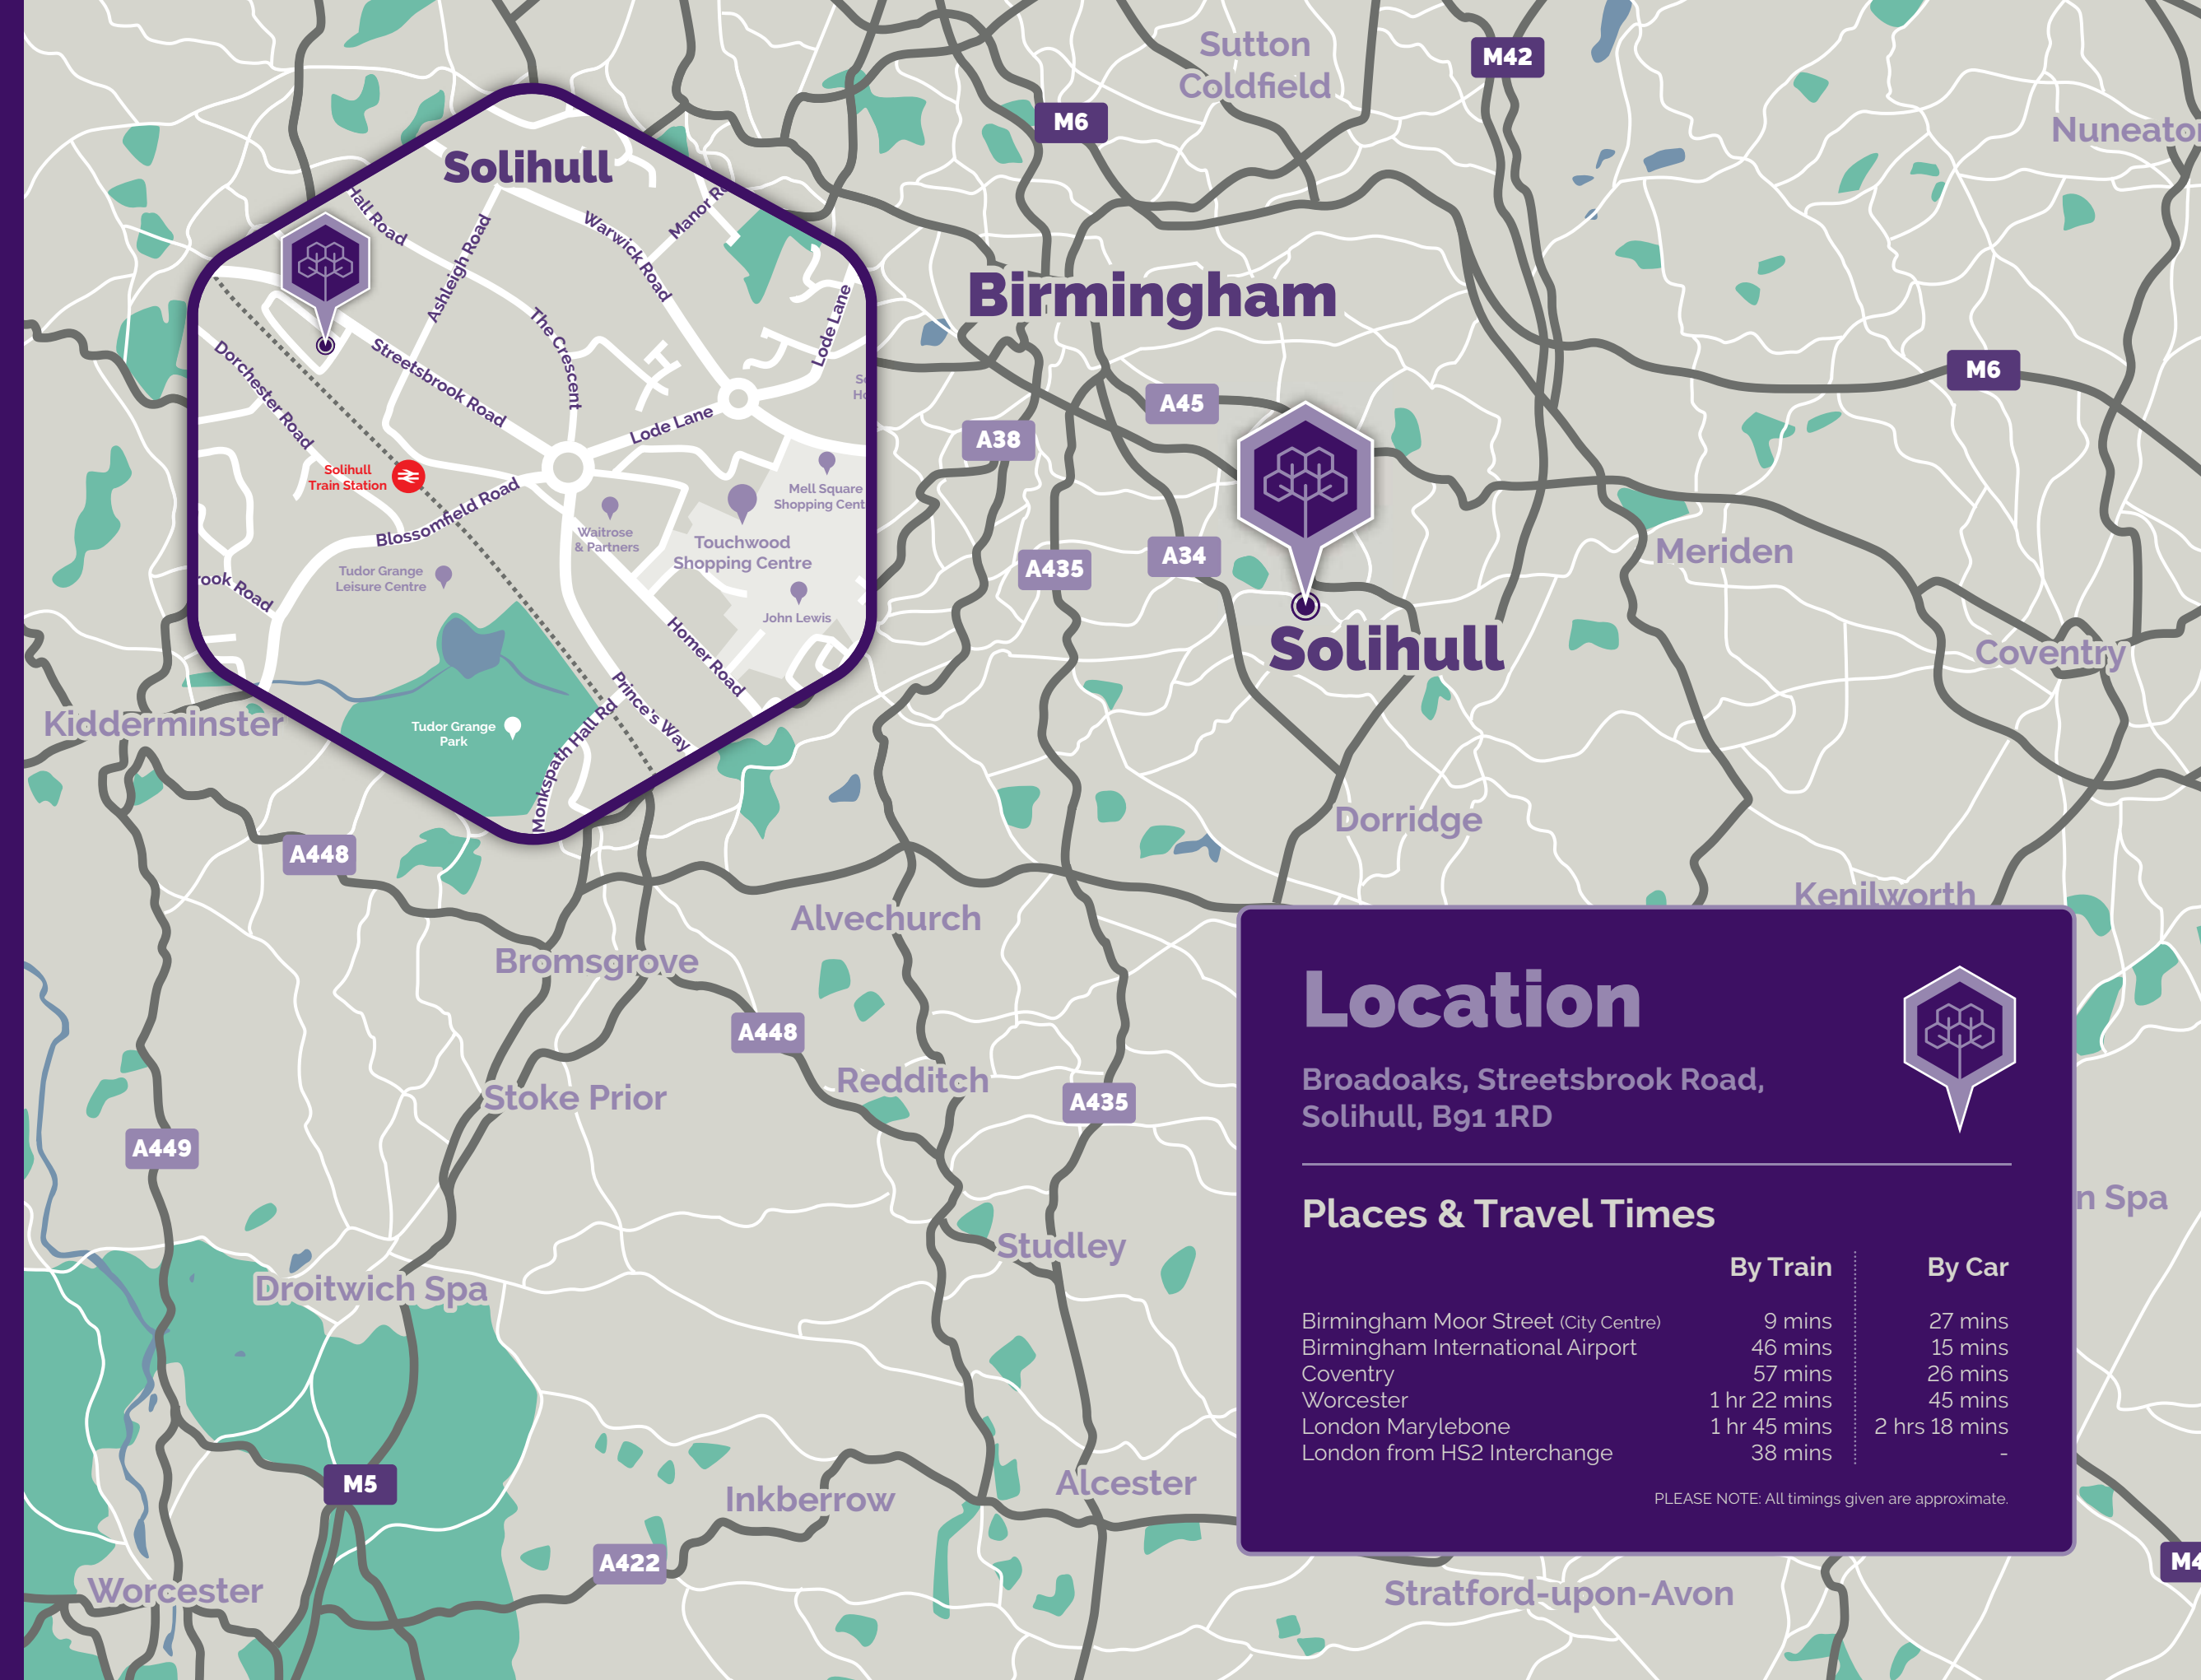 Sutton
Coldfield
M42
M6
Nuneaton
Birmingham
M6
A45
A38
A435
A34
Solihull
Meriden
Coventry
Kidderminster
Dorridge
Kenilworth
A448
Alvechurch
Bromsgrove
A448
Redditch
Stoke Prior
A435
A449
Studley
Droitwich Spa
n Spa
M5
Inkberrow
Alcester
A422
Worcester
Stratford-upon-Avon
M4
Solihull
Hall Road
Ashleigh Road
Warwick Road
Manor Ro
Lode Lane
The Crescent
Streetsbrook Road
Dorchester Road
Lode Lane
Solihull
Train Station
Blossomfield Road
Mell Square
Shopping Cent
Waitrose
& Partners
Touchwood
Shopping Centre
Tudor Grange
Leisure Centre
rook Road
John Lewis
Homer Road
Prince's Way
Monkspath Hall Rd
Tudor Grange
Park
Location
Broadoaks, Streetsbrook Road,
Solihull, B91 1RD
Places & Travel Times
By Train By Car
Birmingham Moor Street (City Centre) 9 mins 27 mins
Birmingham International Airport 46 mins 15 mins
Coventry 57 mins 26 mins
Worcester 1 hr 22 mins 45 mins
London Marylebone 1 hr 45 mins 2 hrs 18 mins
London from HS2 Interchange 38 mins -
PLEASE NOTE: All timings given are approximate.